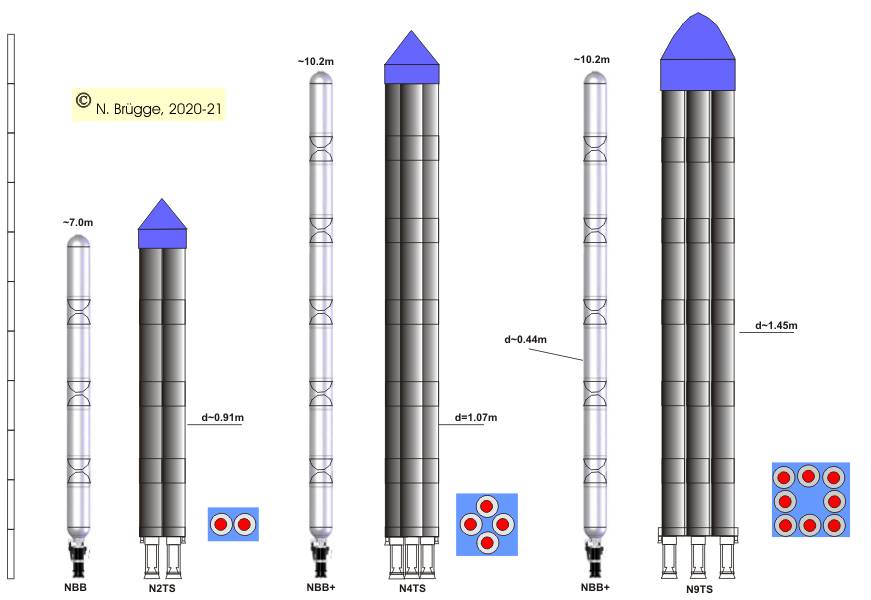 © N. Brügge, 2020-21
~10.2m
~10.2m
~7.0m
d~1.45m
d~0.44m
d~0.91m
d=1.07m
NBB
N2TS
NBB+
N4TS
NBB+
N9TS